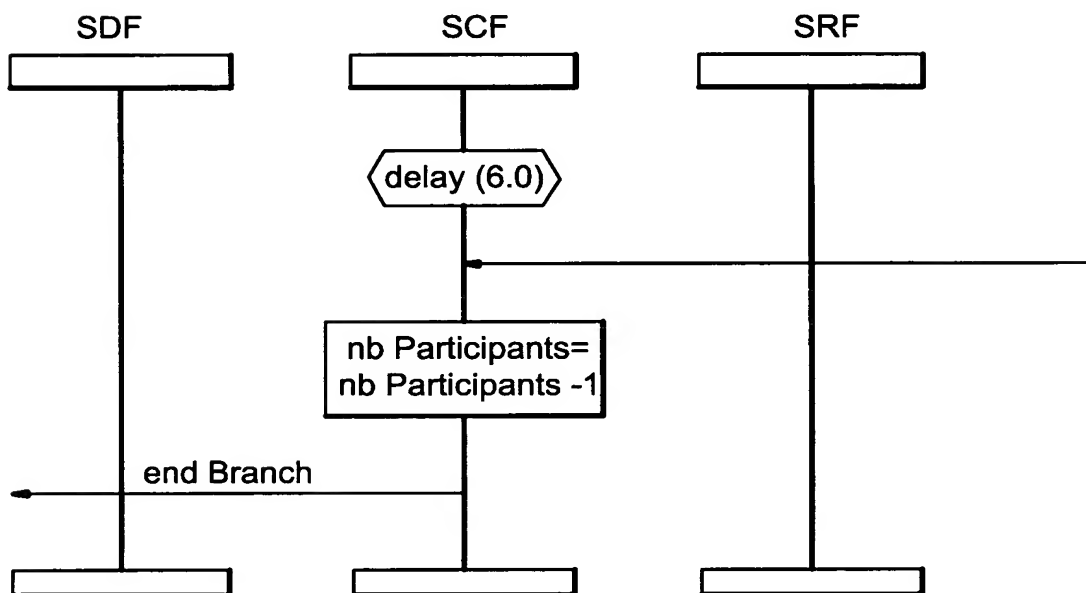 SDF
SCF
SRF
delay (6.0)
nb Participants=
nb Participants -1
end Branch